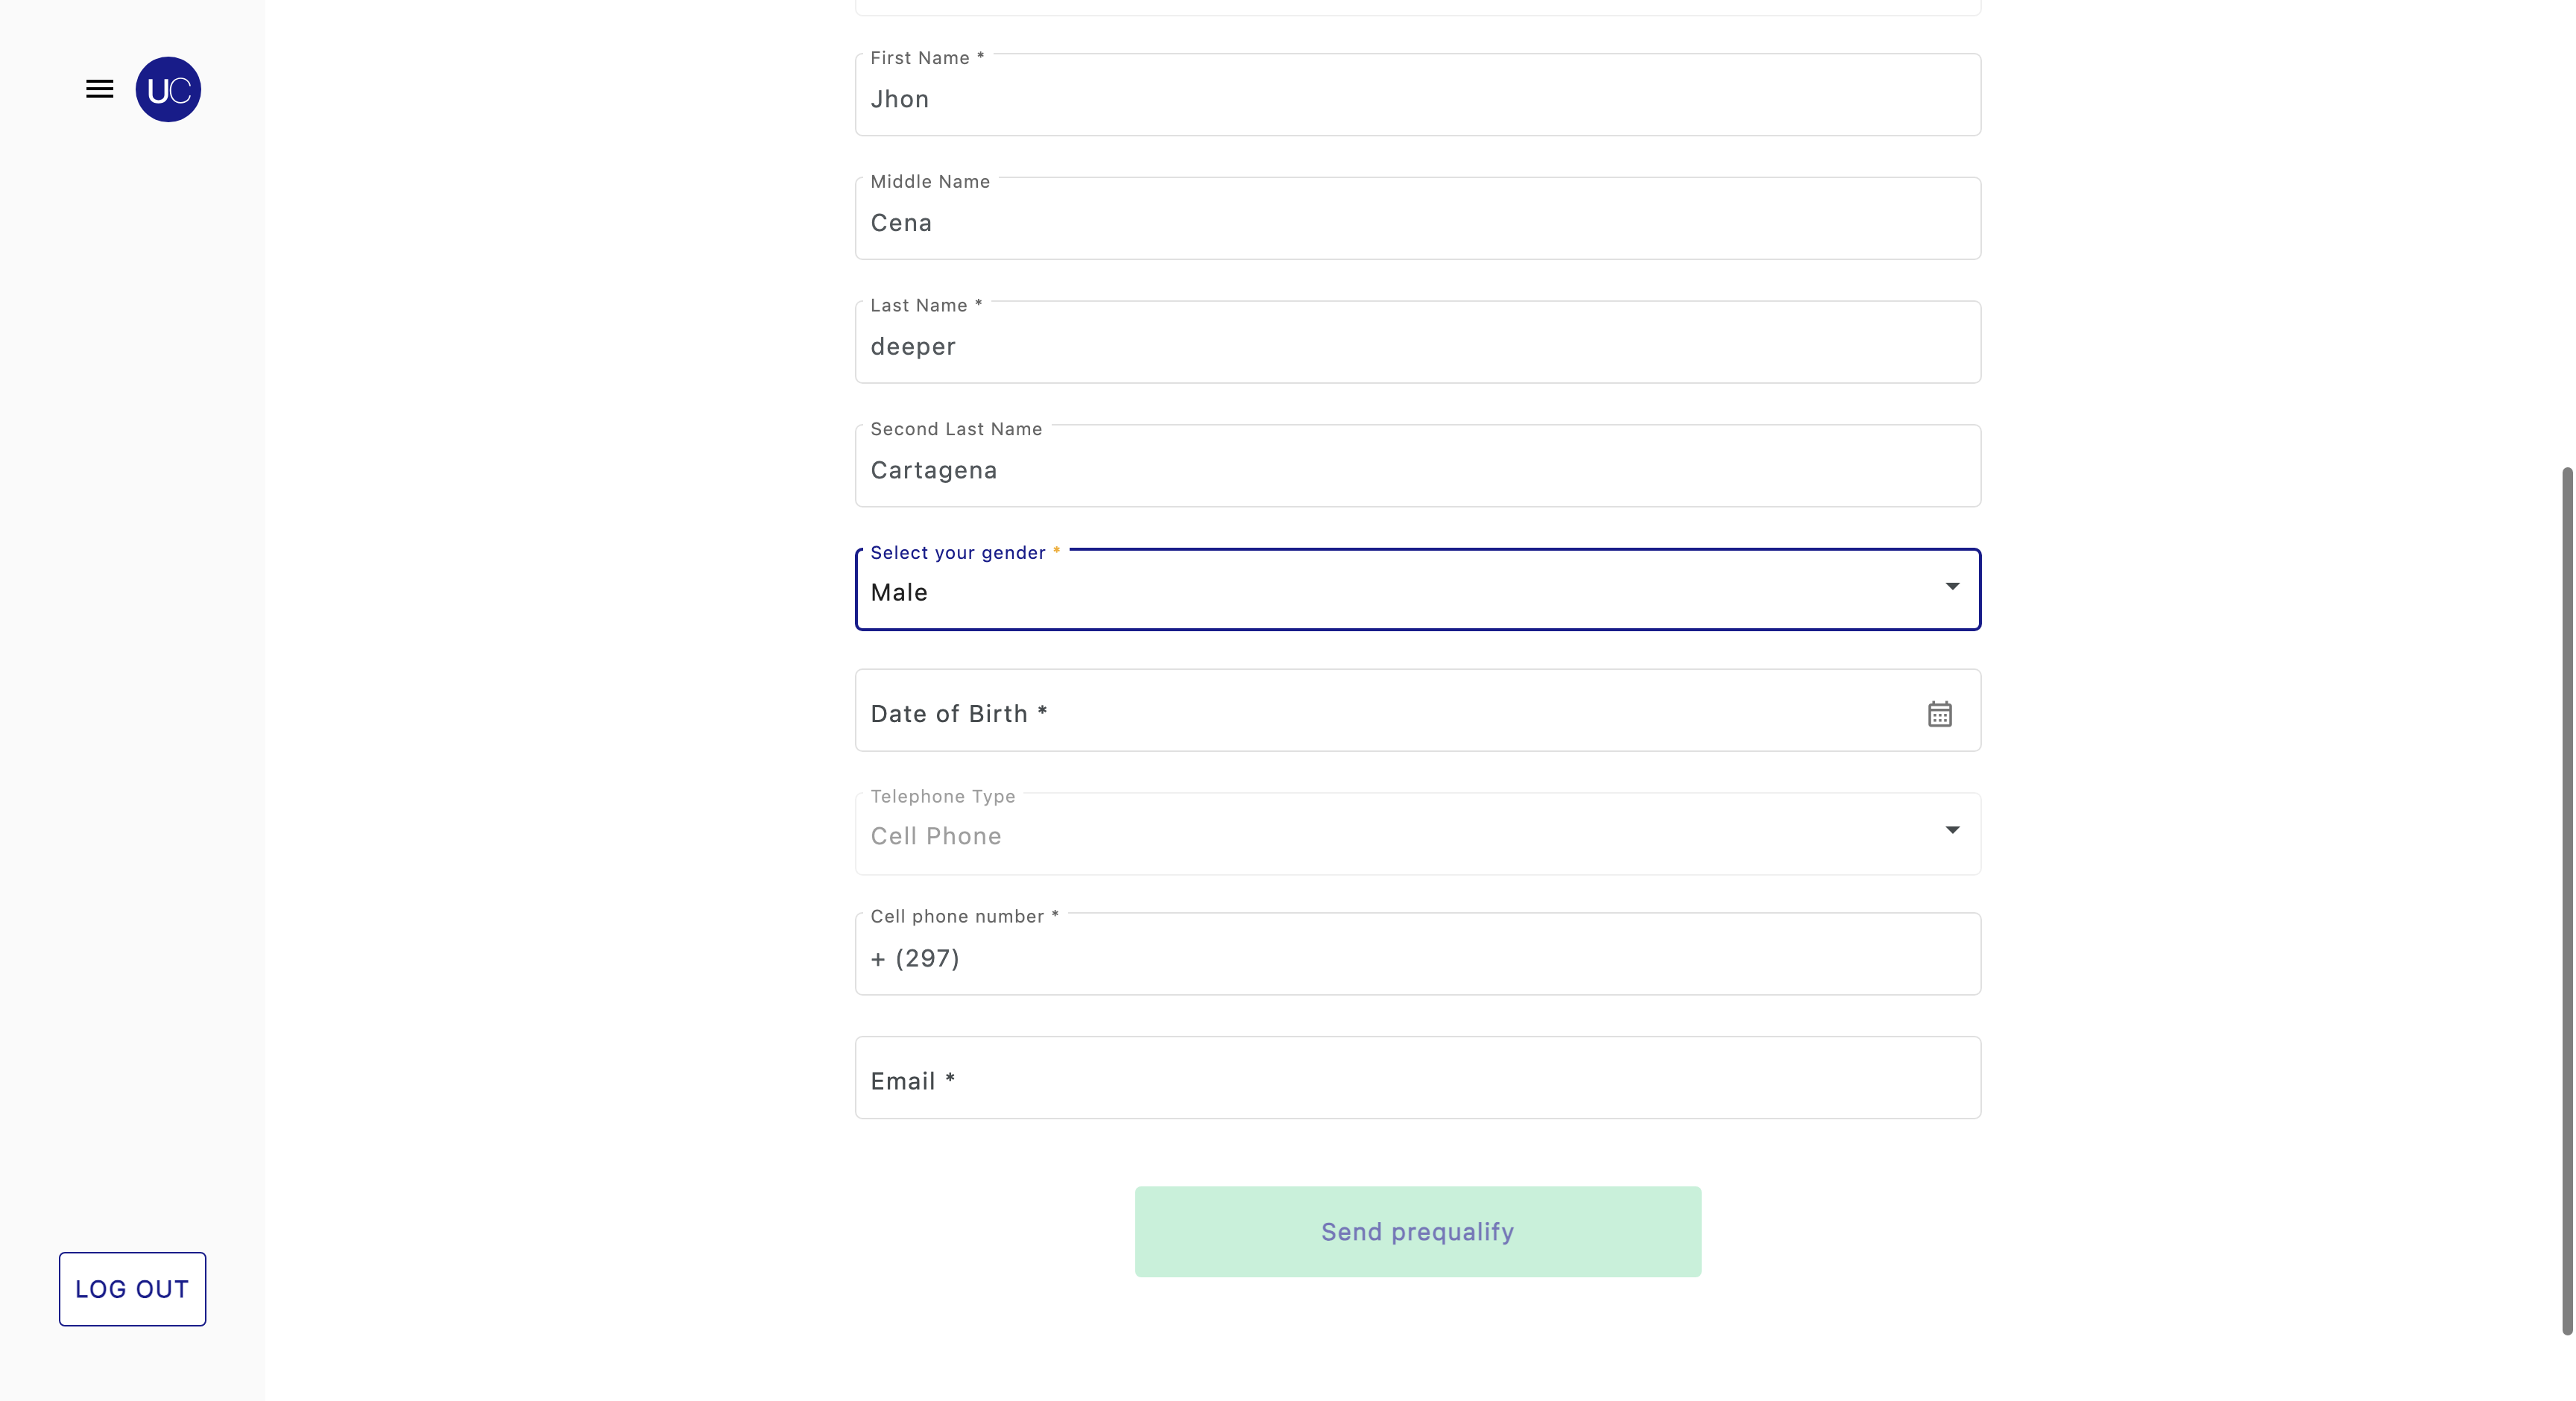 UC
First Name *
Jhon
Middle Name
Cena
Last Name *
deeper
Second Last Name
Cartagena
Select your gender *
Male
Date of Birth *
Telephone Type
Cell Phone
Cell phone number *
+ (297)
Email *
Send prequalify
LOG OUT